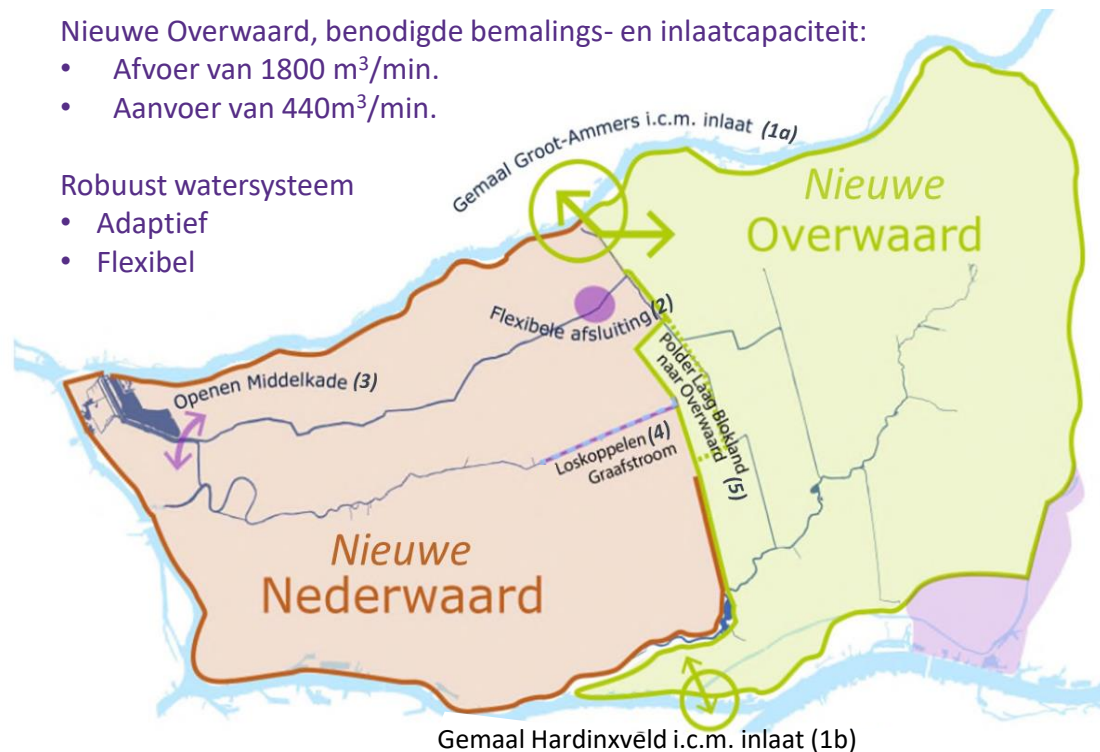 Nieuwe Overwaard, benodigde bemalings- en inlaatcapaciteit:
• Afvoer van 1800 m³/min.
• Aanvoer van 440m³/min.
Robuust watersysteem
• Adaptief
• Flexibel
Gemaal Groot-Ammers i.c.m. inlaat (1a)
Nieuwe
Overwaard
Flexibele afsluiting (2)
Openen Middelkade (3)
Polder Laag Blokland
naar Overwaard (5)
Loskoppelen (4)
Graafstroom
Nieuwe
Nederwaard
Gemaal Hardinxveld i.c.m. inlaat (1b)